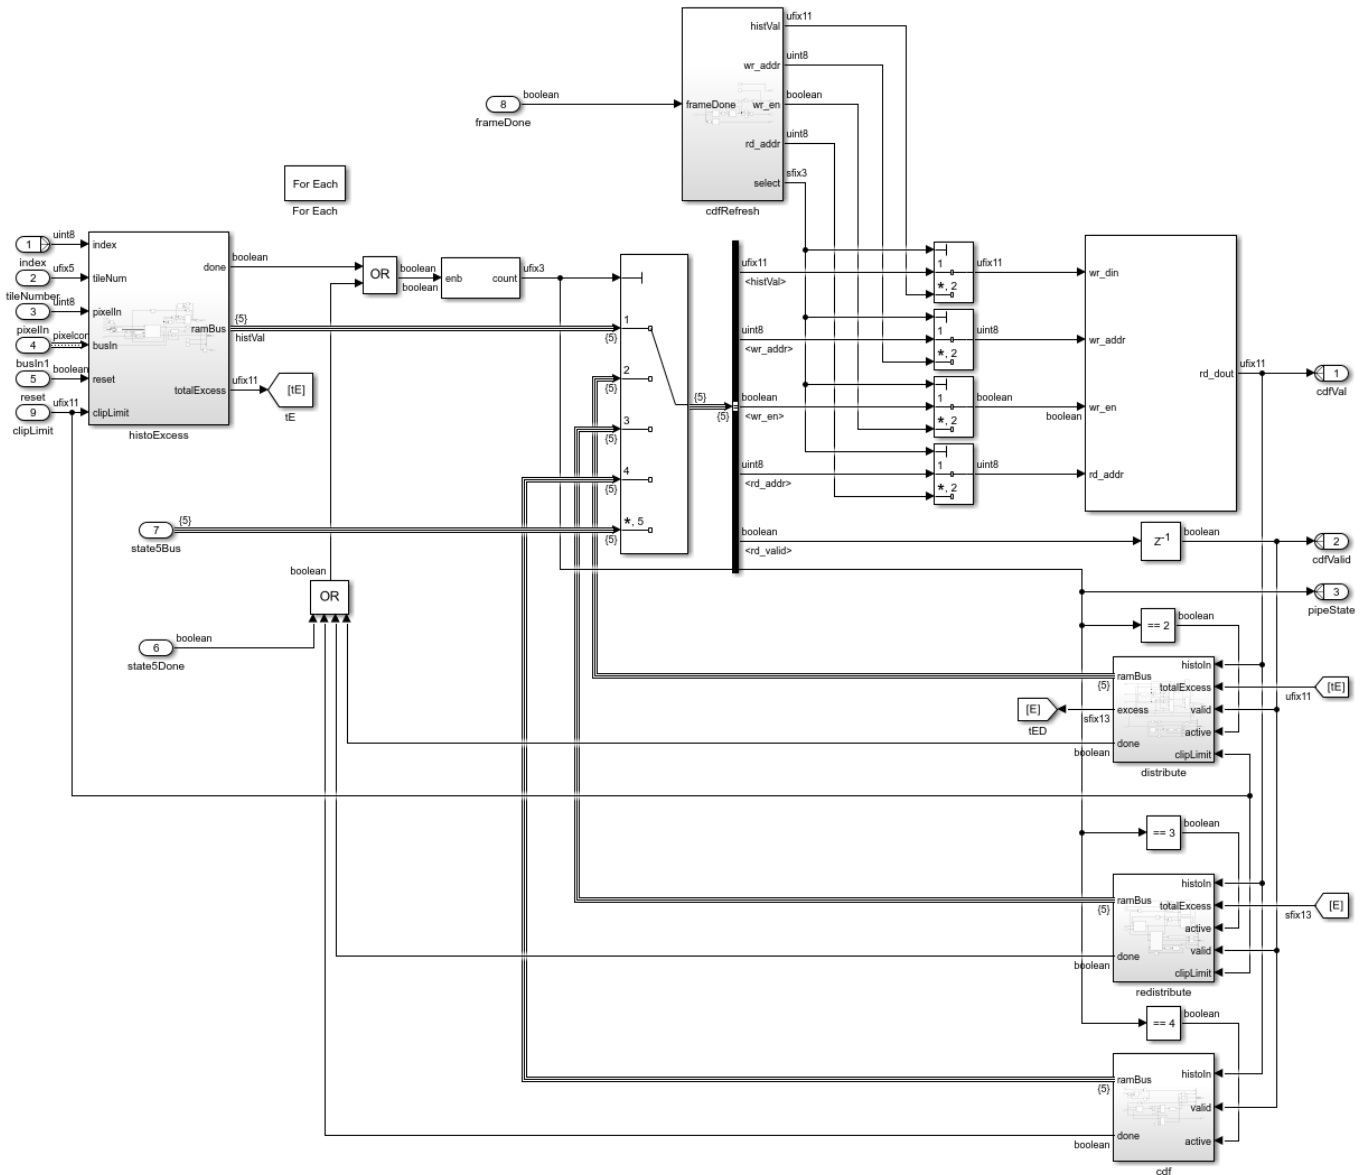 histVal
ufix11
wr_addr
uint8
8
boolean
frameDone
frameDone
wr_en
boolean
rd_addr
uint8
select
sfix3
cdfRefresh
For Each
For Each
1
uint8
index
index
2
ufix5
tileNum
tileNumber
3
uint8
pixelIn
pixelIn
4
pixelcon
busIn
busIn1
5
boolean
reset
reset
9
ufix11
clipLimit
clipLimit
done
boolean
ramBus
{5}
histVal
totalExcess
ufix11
histoExcess
[tE]
tE
OR
boolean
boolean
enb
count
ufix3
1
{5}
2
{5}
3
{5}
4
{5}
*, 5
{5}
7
{5}
state5Bus
{5}
{5}
ufix11
<histVal>
uint8
<wr_addr>
boolean
<wr_en>
uint8
<rd_addr>
boolean
<rd_valid>
1
*, 2
ufix11
1
*, 2
uint8
1
*, 2
boolean
boolean
1
*, 2
uint8
wr_din
wr_addr
wr_en
rd_addr
rd_dout
ufix11
1
cdfVal
z-1
boolean
2
cdfValid
3
pipeState
boolean
OR
6
boolean
state5Done
== 2
boolean
histoIn
ramBus
{5}
totalExcess
ufix11
[tE]
[E]
tED
sfix13
excess
valid
active
done
boolean
clipLimit
distribute
== 3
boolean
histoIn
ramBus
{5}
totalExcess
sfix13
[E]
active
valid
done
boolean
clipLimit
redistribute
== 4
boolean
histoIn
ramBus
{5}
valid
done
boolean
active
cdf